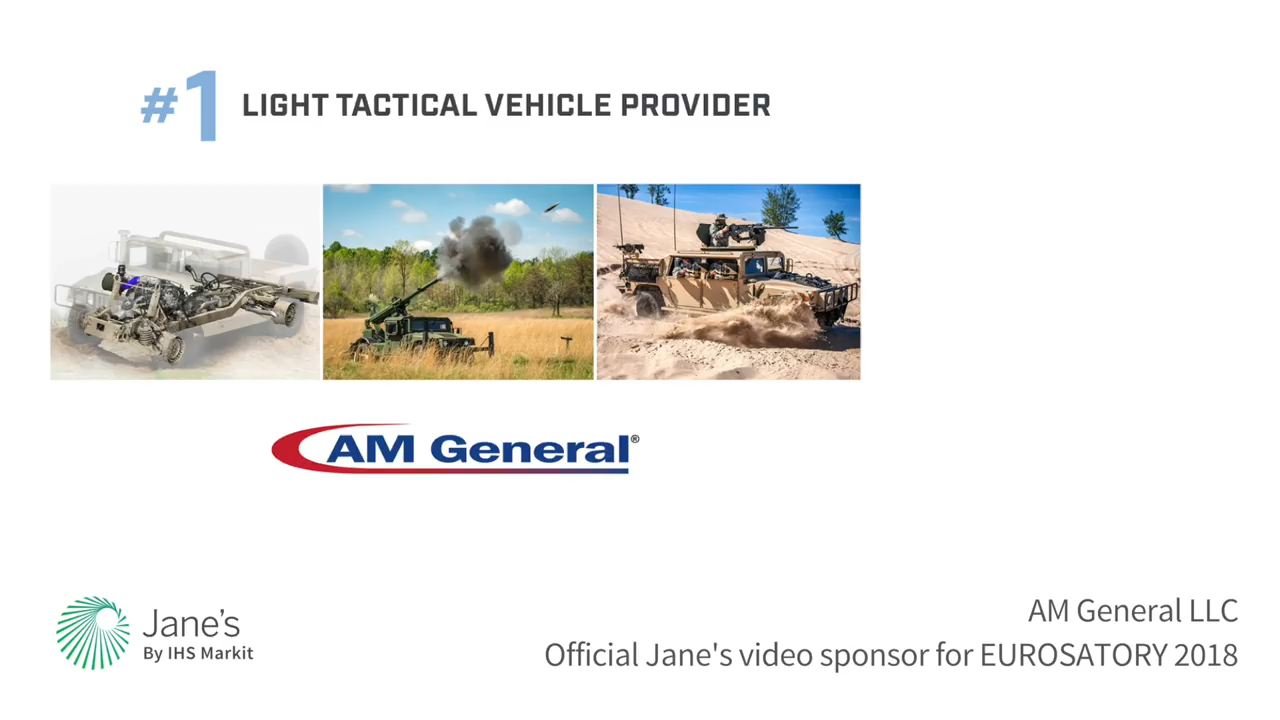 #1 LIGHT TACTICAL VEHICLE PROVIDER
AM General®
Jane's
By IHS Markit
AM General LLC
Official Jane's video sponsor for EUROSATORY 2018